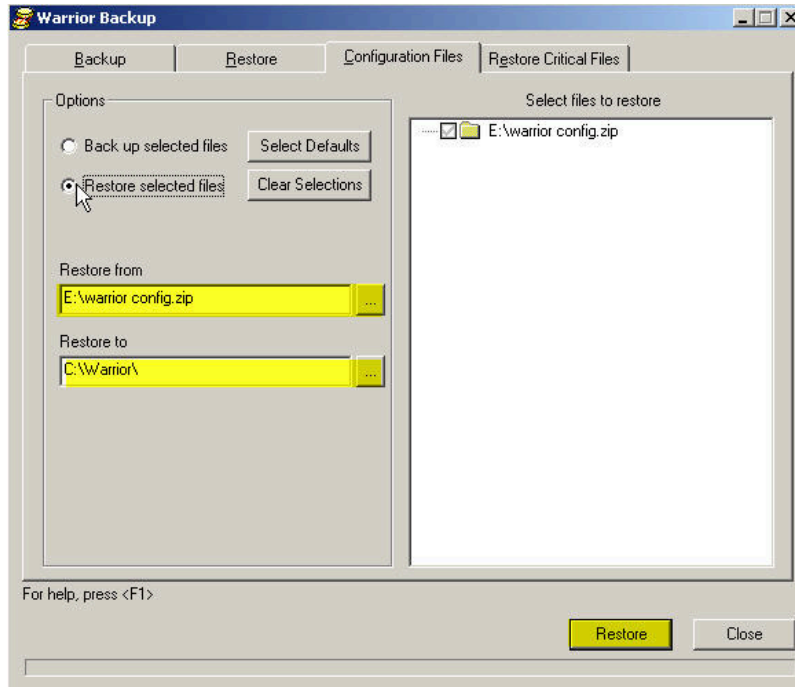 Warrior Backup
Backup
Restore
Configuration Files
Restore Critical Files
Options
Select files to restore
Back up selected files
Select Defaults
E:\warrior config.zip
Restore selected files
Clear Selections
Restore from
E:\warrior config.zip
...
Restore to
C:\Warrior\
...
For help, press <F1>
Restore
Close